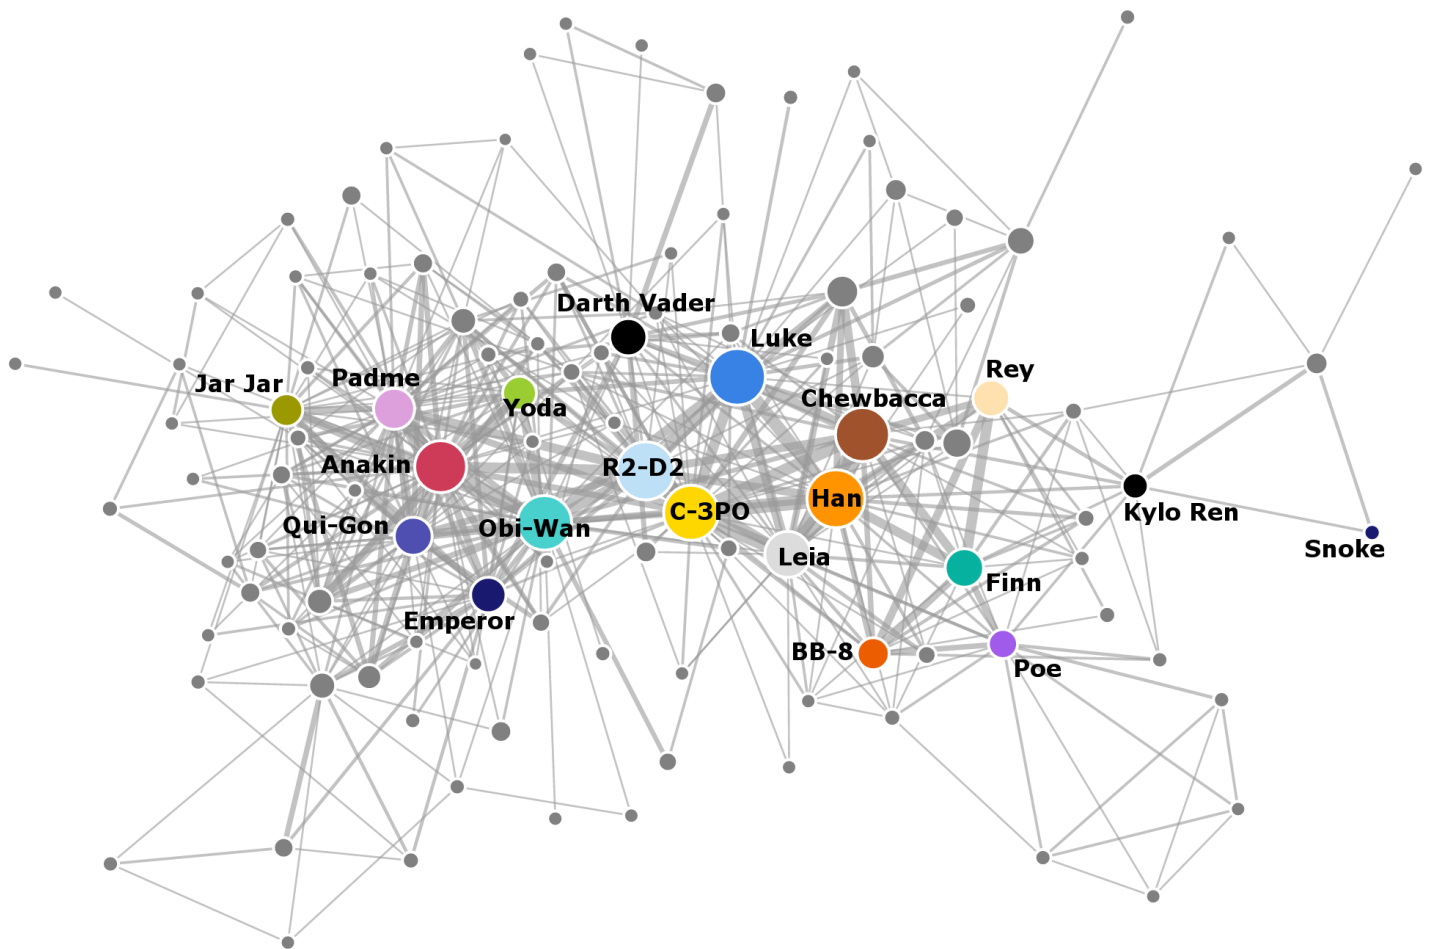 Darth Vader
Luke
Rey
Jar Jar
Padme
Chewbacca
Yoda
Anakin
R2-D2
Han
C-3PO
Kylo Ren
Qui-Gon
Obi-Wan
Snoke
Leia
Finn
Emperor
BB-8
Poe